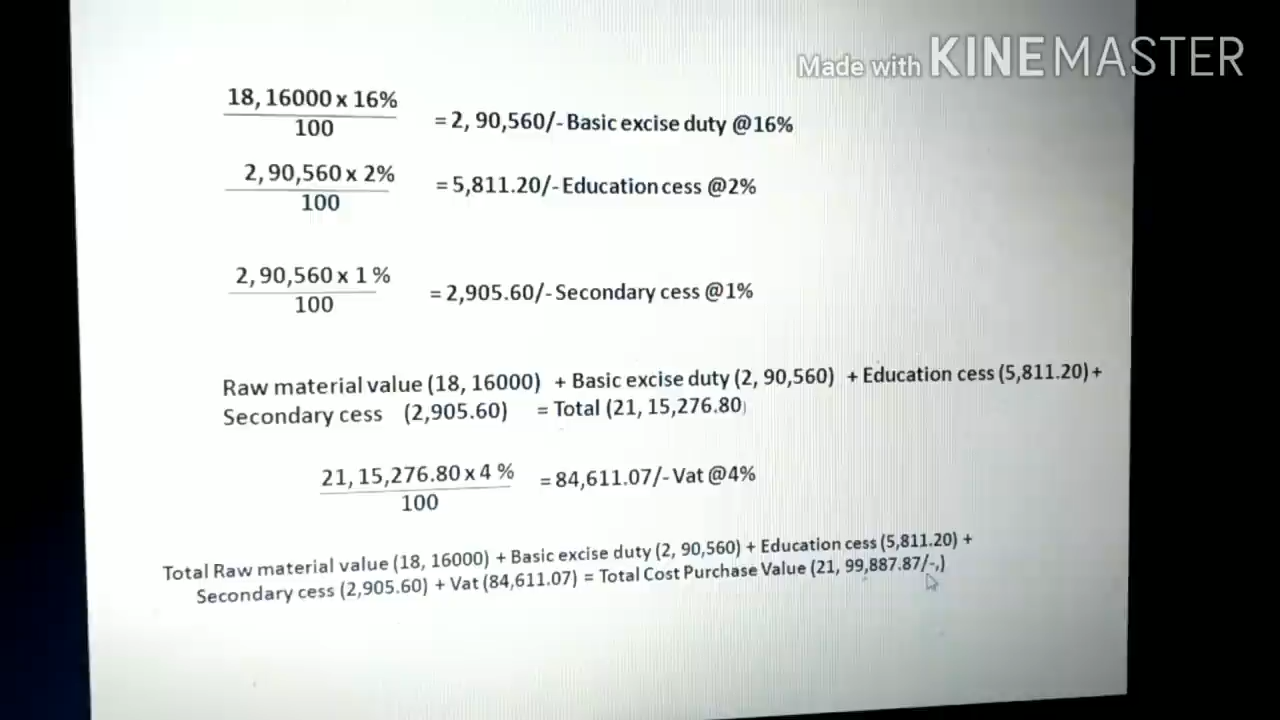 Made with KINEMASTER
18,16000 x 16%
100
= 2, 90,560/- Basic excise duty @16%
2,90,560 x 2%
100
= 5,811.20/- Education cess @2%
2,90,560 x 1 %
100
= 2,905.60/- Secondary cess @1%
Raw material value (18, 16000) + Basic excise duty (2, 90,560) + Education cess (5,811.20) +
Secondary cess (2,905.60) = Total (21, 15,276.80)
21, 15,276.80 x 4 %
100
= 84,611.07/- Vat @4%
Total Raw material value (18, 16000) + Basic excise duty (2, 90,560) + Education cess (5,811.20) +
Secondary cess (2,905.60) + Vat (84,611.07) = Total Cost Purchase Value (21, 99,887.87/-,)